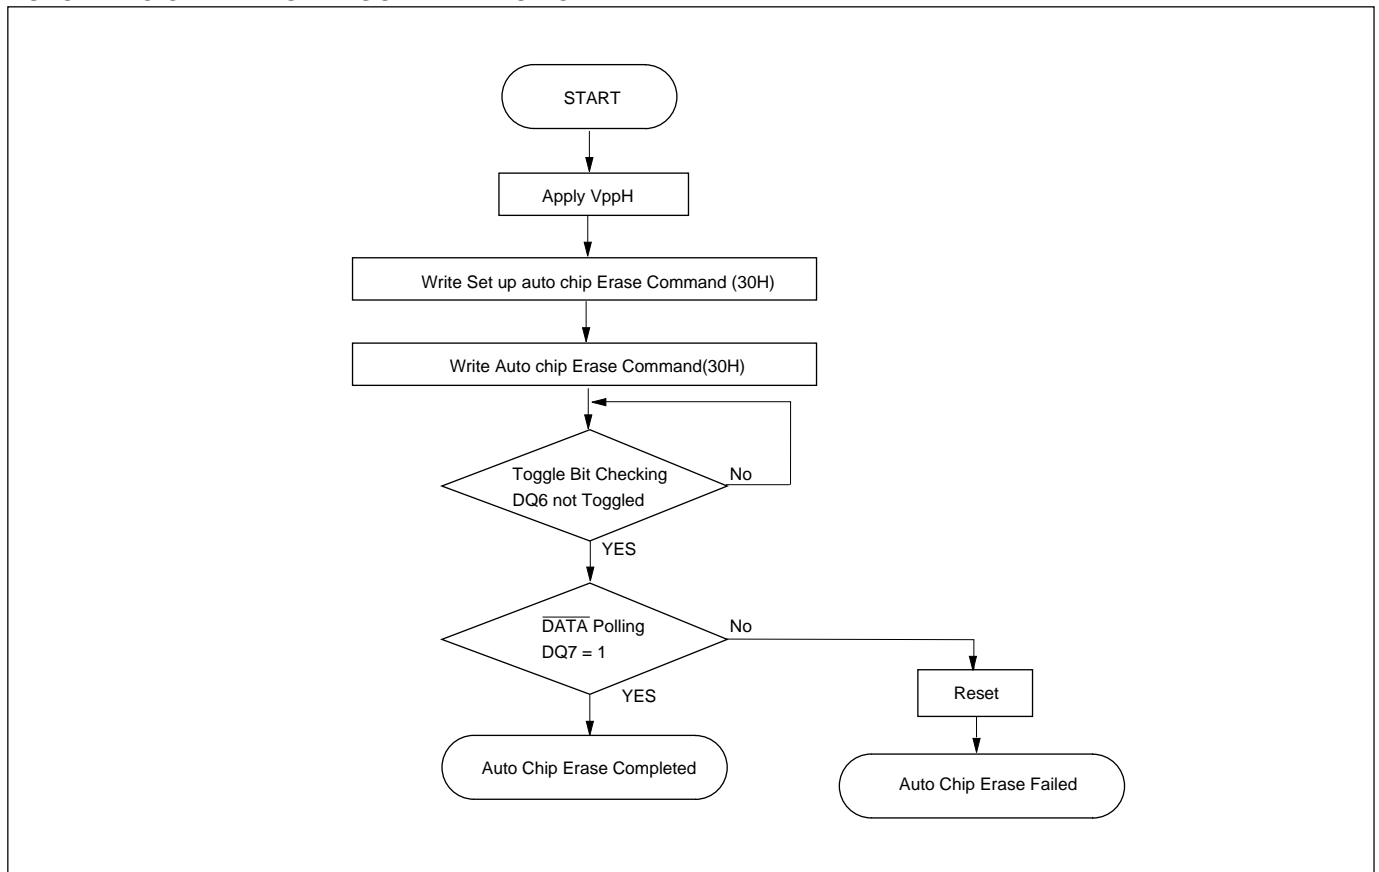 START
Apply VppH
Write Set up auto chip Erase Command (30H)
Write Auto chip Erase Command(30H)
Toggle Bit Checking
DQ6 not Toggled
No
YES
DATA Polling
DQ7 = 1
No
YES
Reset
Auto Chip Erase Completed
Auto Chip Erase Failed